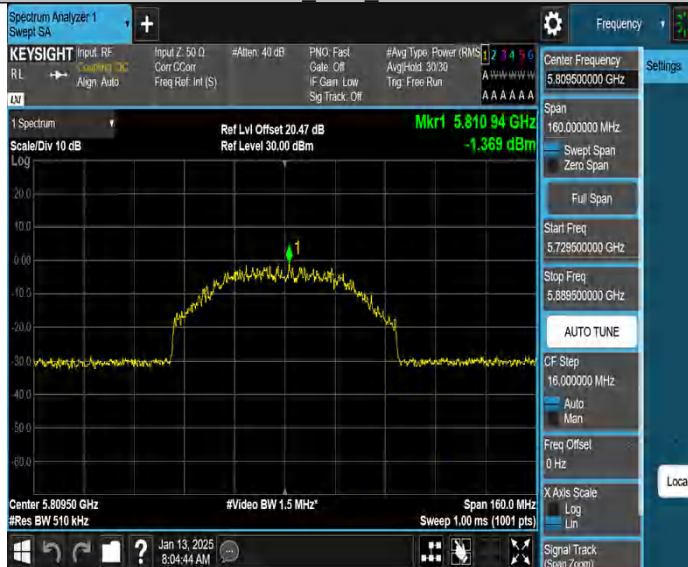 Spectrum Analyzer 1
Swept SA
Frequency
KEYSIGHT
Input: RF
Coupling: DC
Align: Auto
RL
Input Z: 50 Ω
Corr CCorr
Freq Ref: Int (S)
#Atten: 40 dB
PNO: Fast
Gate: Off
IF Gain: Low
Sig Track: Off
#Avg Type: Power (RMS
Avg|Hold: 30/30
Trig: Free Run
1 2 3 4 5 6
A W W W W W
A A A A A A
LXI
1 Spectrum
Scale/Div 10 dB
Log
Ref Lvl Offset 20.47 dB
Ref Level 30.00 dBm
Mkr1 5.810 94 GHz
-1.369 dBm
20.0
10.0
0.00
-10.0
-20.0
-30.0
-40.0
-50.0
-60.0
1
Center 5.80950 GHz
#Res BW 510 kHz
#Video BW 1.5 MHz*
Span 160.0 MHz
Sweep 1.00 ms (1001 pts)
?
Jan 13, 2025
8:04:44 AM
Center Frequency
5.809500000 GHz
Settings
Span
160.000000 MHz
Swept Span
Zero Span
Full Span
Start Freq
5.729500000 GHz
Stop Freq
5.889500000 GHz
AUTO TUNE
CF Step
16.000000 MHz
Auto
Man
Freq Offset
0 Hz
X Axis Scale
Log
Lin
Loca
Signal Track
(Span Zoom)